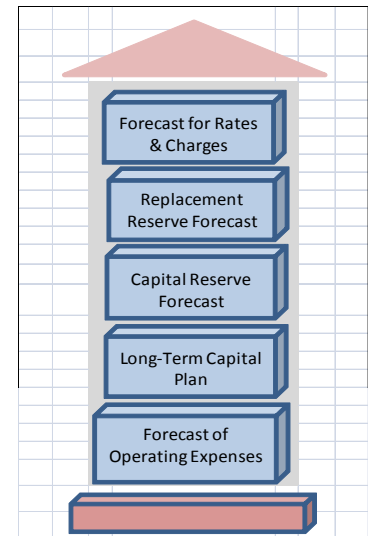 Forecast for Rates
& Charges
Replacement
Reserve Forecast
Capital Reserve
Forecast
Long-Term Capital
Plan
Forecast of
Operating Expenses